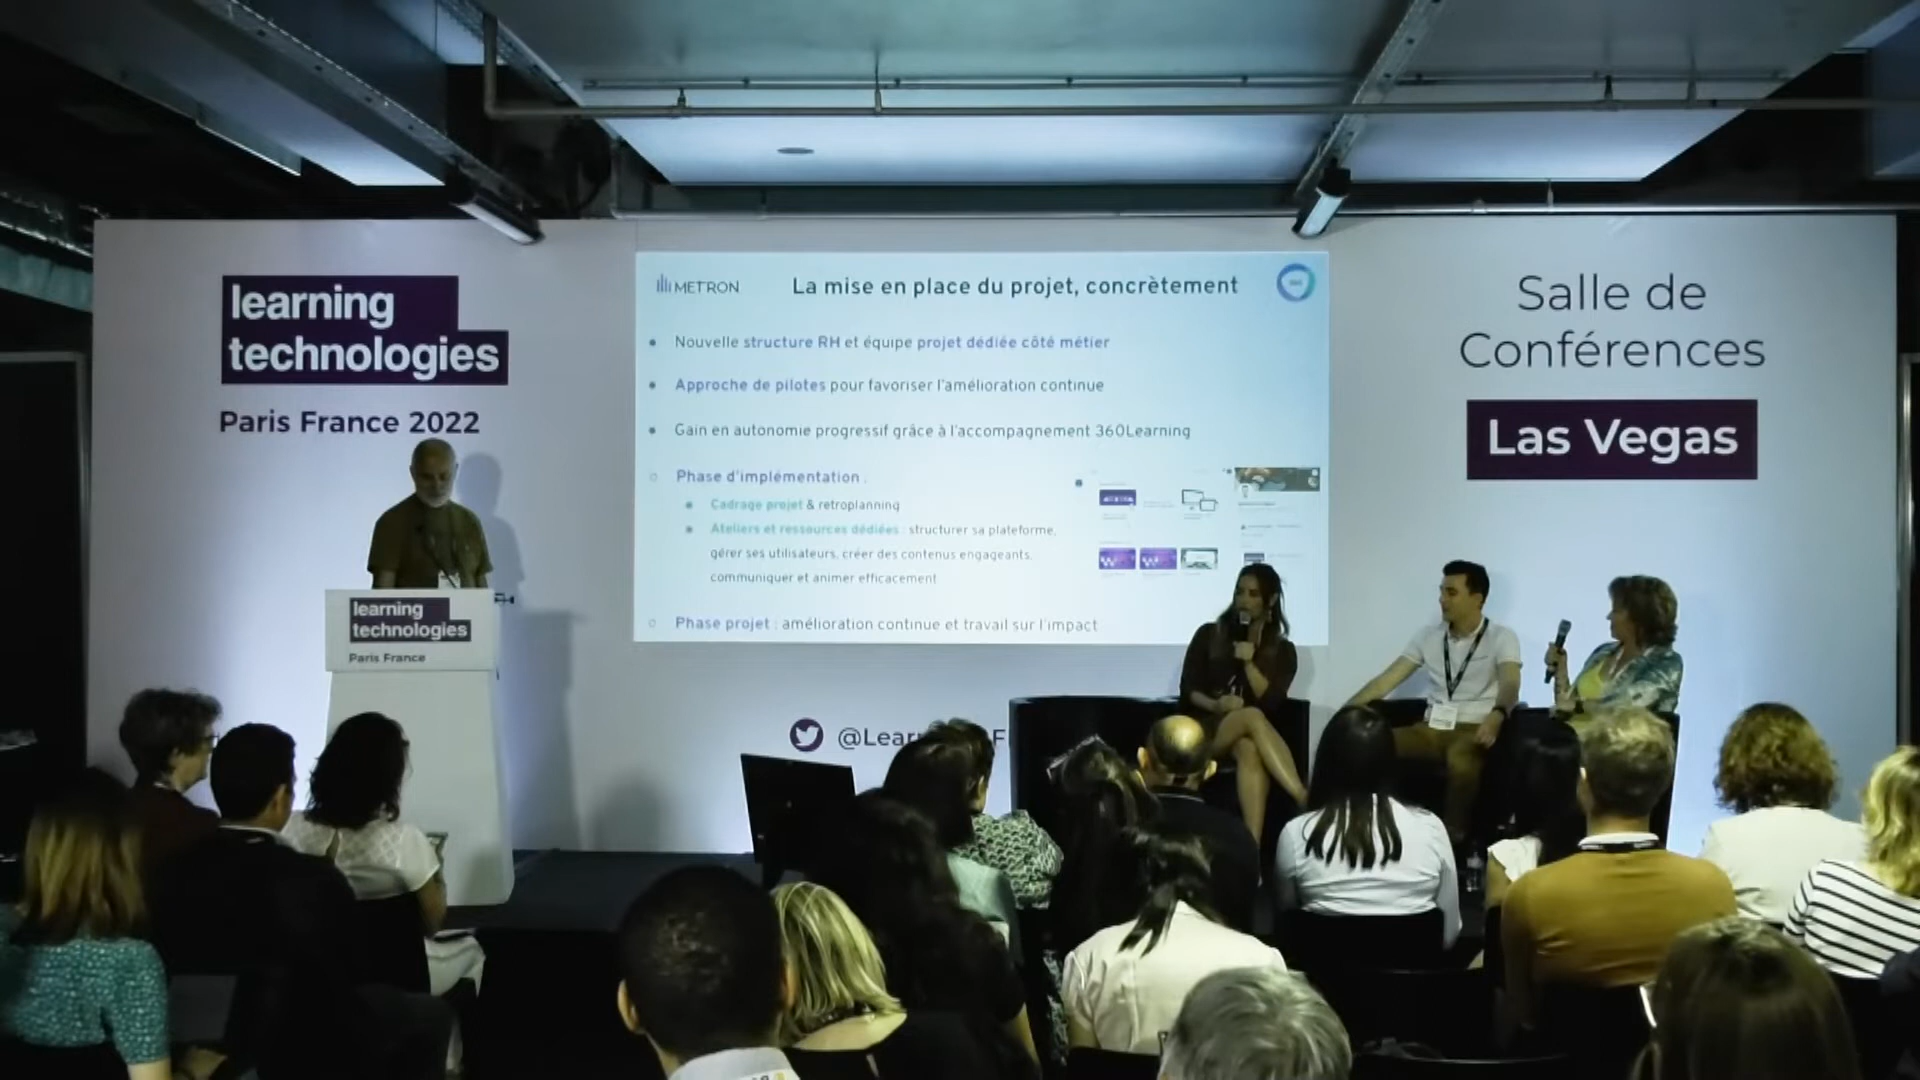 learning
technologies
Paris France 2022
METRON
La mise en place du projet, concrètement
Nouvelle structure RH et équipe projet dédiée côté métier
Approche de pilotes pour favoriser l'amélioration continue
Gain en autonomie progressif grâce à l'accompagnement 360Learning
Phase d'implémentation :
Cadrage projet & retroplanning
Ateliers et ressources dédiées : structurer sa plateforme,
gérer ses utilisateurs, créer des contenus engageants,
communiquer et animer efficacement
Phase projet : amélioration continue et travail sur l'impact
Salle de
Conférences
Las Vegas
learning
technologies
Paris France